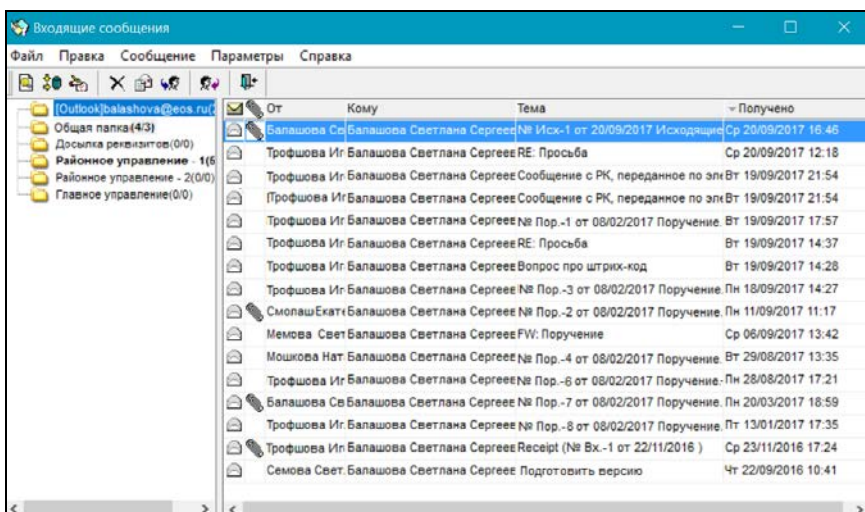 Входящие сообщения
Файл Правка Сообщение Параметры Справка
[Outlook]balashova@eos.ru(
Общая папка(4/3)
Досылка реквизитов(0/0)
Районное управление - 1(
Районное управление - 2(0/0)
Главное управление(0/0)
От Кому Тема Получено
Балашова Св Балашова Светлана Сергеев № Исх-1 от 20/09/2017 Исходящие Ср 20/09/2017 16:46
Трофшова Иг Балашова Светлана Сергеев RE: Просьба Ср 20/09/2017 12:18
Трофшова Иг Балашова Светлана Сергеев Сообщение с РК, переданное по эле Вт 19/09/2017 21:54
Трофшова Иг Балашова Светлана Сергеев Сообщение с РК, переданное по эле Вт 19/09/2017 21:54
Трофшова Иг Балашова Светлана Сергеев № Пор.-1 от 08/02/2017 Поручение. Вт 19/09/2017 17:57
Трофшова Иг Балашова Светлана Сергеев RE: Просьба Вт 19/09/2017 14:37
Трофшова Иг Балашова Светлана Сергеев Вопрос про штрих-код Вт 19/09/2017 14:28
Трофшова Иг Балашова Светлана Сергеев № Пор.-3 от 08/02/2017 Поручение. Пн 18/09/2017 14:27
СмолашЕкате Балашова Светлана Сергеев № Пор.-2 от 08/02/2017 Поручение. Пн 11/09/2017 11:17
Мемова Свет Балашова Светлана Сергеев FW: Поручение Ср 06/09/2017 13:42
Мошкова Нат Балашова Светлана Сергеев № Пор.-4 от 08/02/2017 Поручение. Вт 29/08/2017 13:35
Трофшова Иг Балашова Светлана Сергеев № Пор.-6 от 08/02/2017 Поручение. Пн 28/08/2017 17:21
Балашова Св Балашова Светлана Сергеев № Пор.-7 от 08/02/2017 Поручение. Пн 20/03/2017 18:59
Трофшова Иг Балашова Светлана Сергеев № Пор.-8 от 08/02/2017 Поручение. Пт 13/01/2017 17:35
Трофшова Иг Балашова Светлана Сергеев Receipt (№ Вх.-1 от 22/11/2016 ) Ср 23/11/2016 17:24
Семова Свет. Балашова Светлана Сергеев Подготовить версию Чт 22/09/2016 10:41